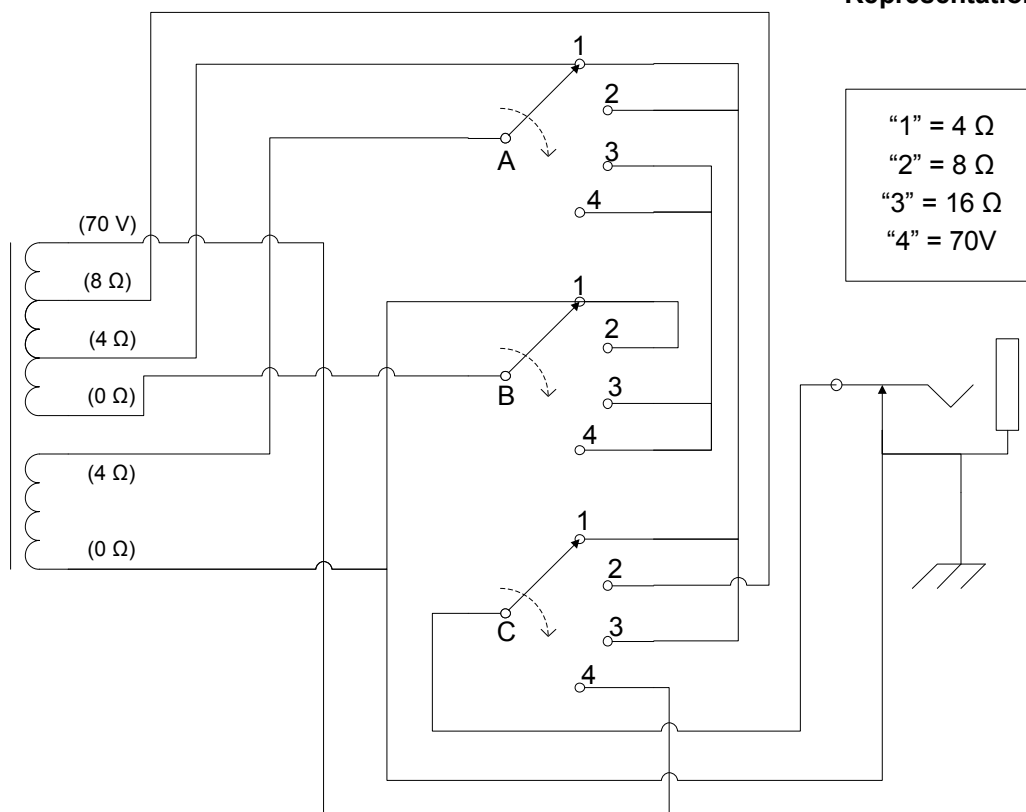 Representation
1
2
3
4
A
(70 V)
(8 Ω)
(4 Ω)
(0 Ω)
(4 Ω)
(0 Ω)
1
2
3
4
B
1
2
3
4
C
“1” = 4 Ω
“2” = 8 Ω
“3” = 16 Ω
“4” = 70V